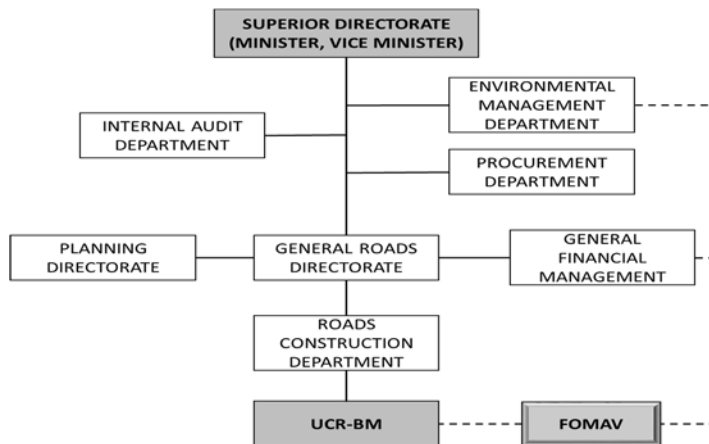 SUPERIOR DIRECTORATE
(MINISTER, VICE MINISTER)
ENVIRONMENTAL
MANAGEMENT
DEPARTMENT
INTERNAL AUDIT
DEPARTMENT
PROCUREMENT
DEPARTMENT
PLANNING
DIRECTORATE
GENERAL ROADS
DIRECTORATE
GENERAL
FINANCIAL
MANAGEMENT
ROADS
CONSTRUCTION
DEPARTMENT
UCR-BM
FOMAV